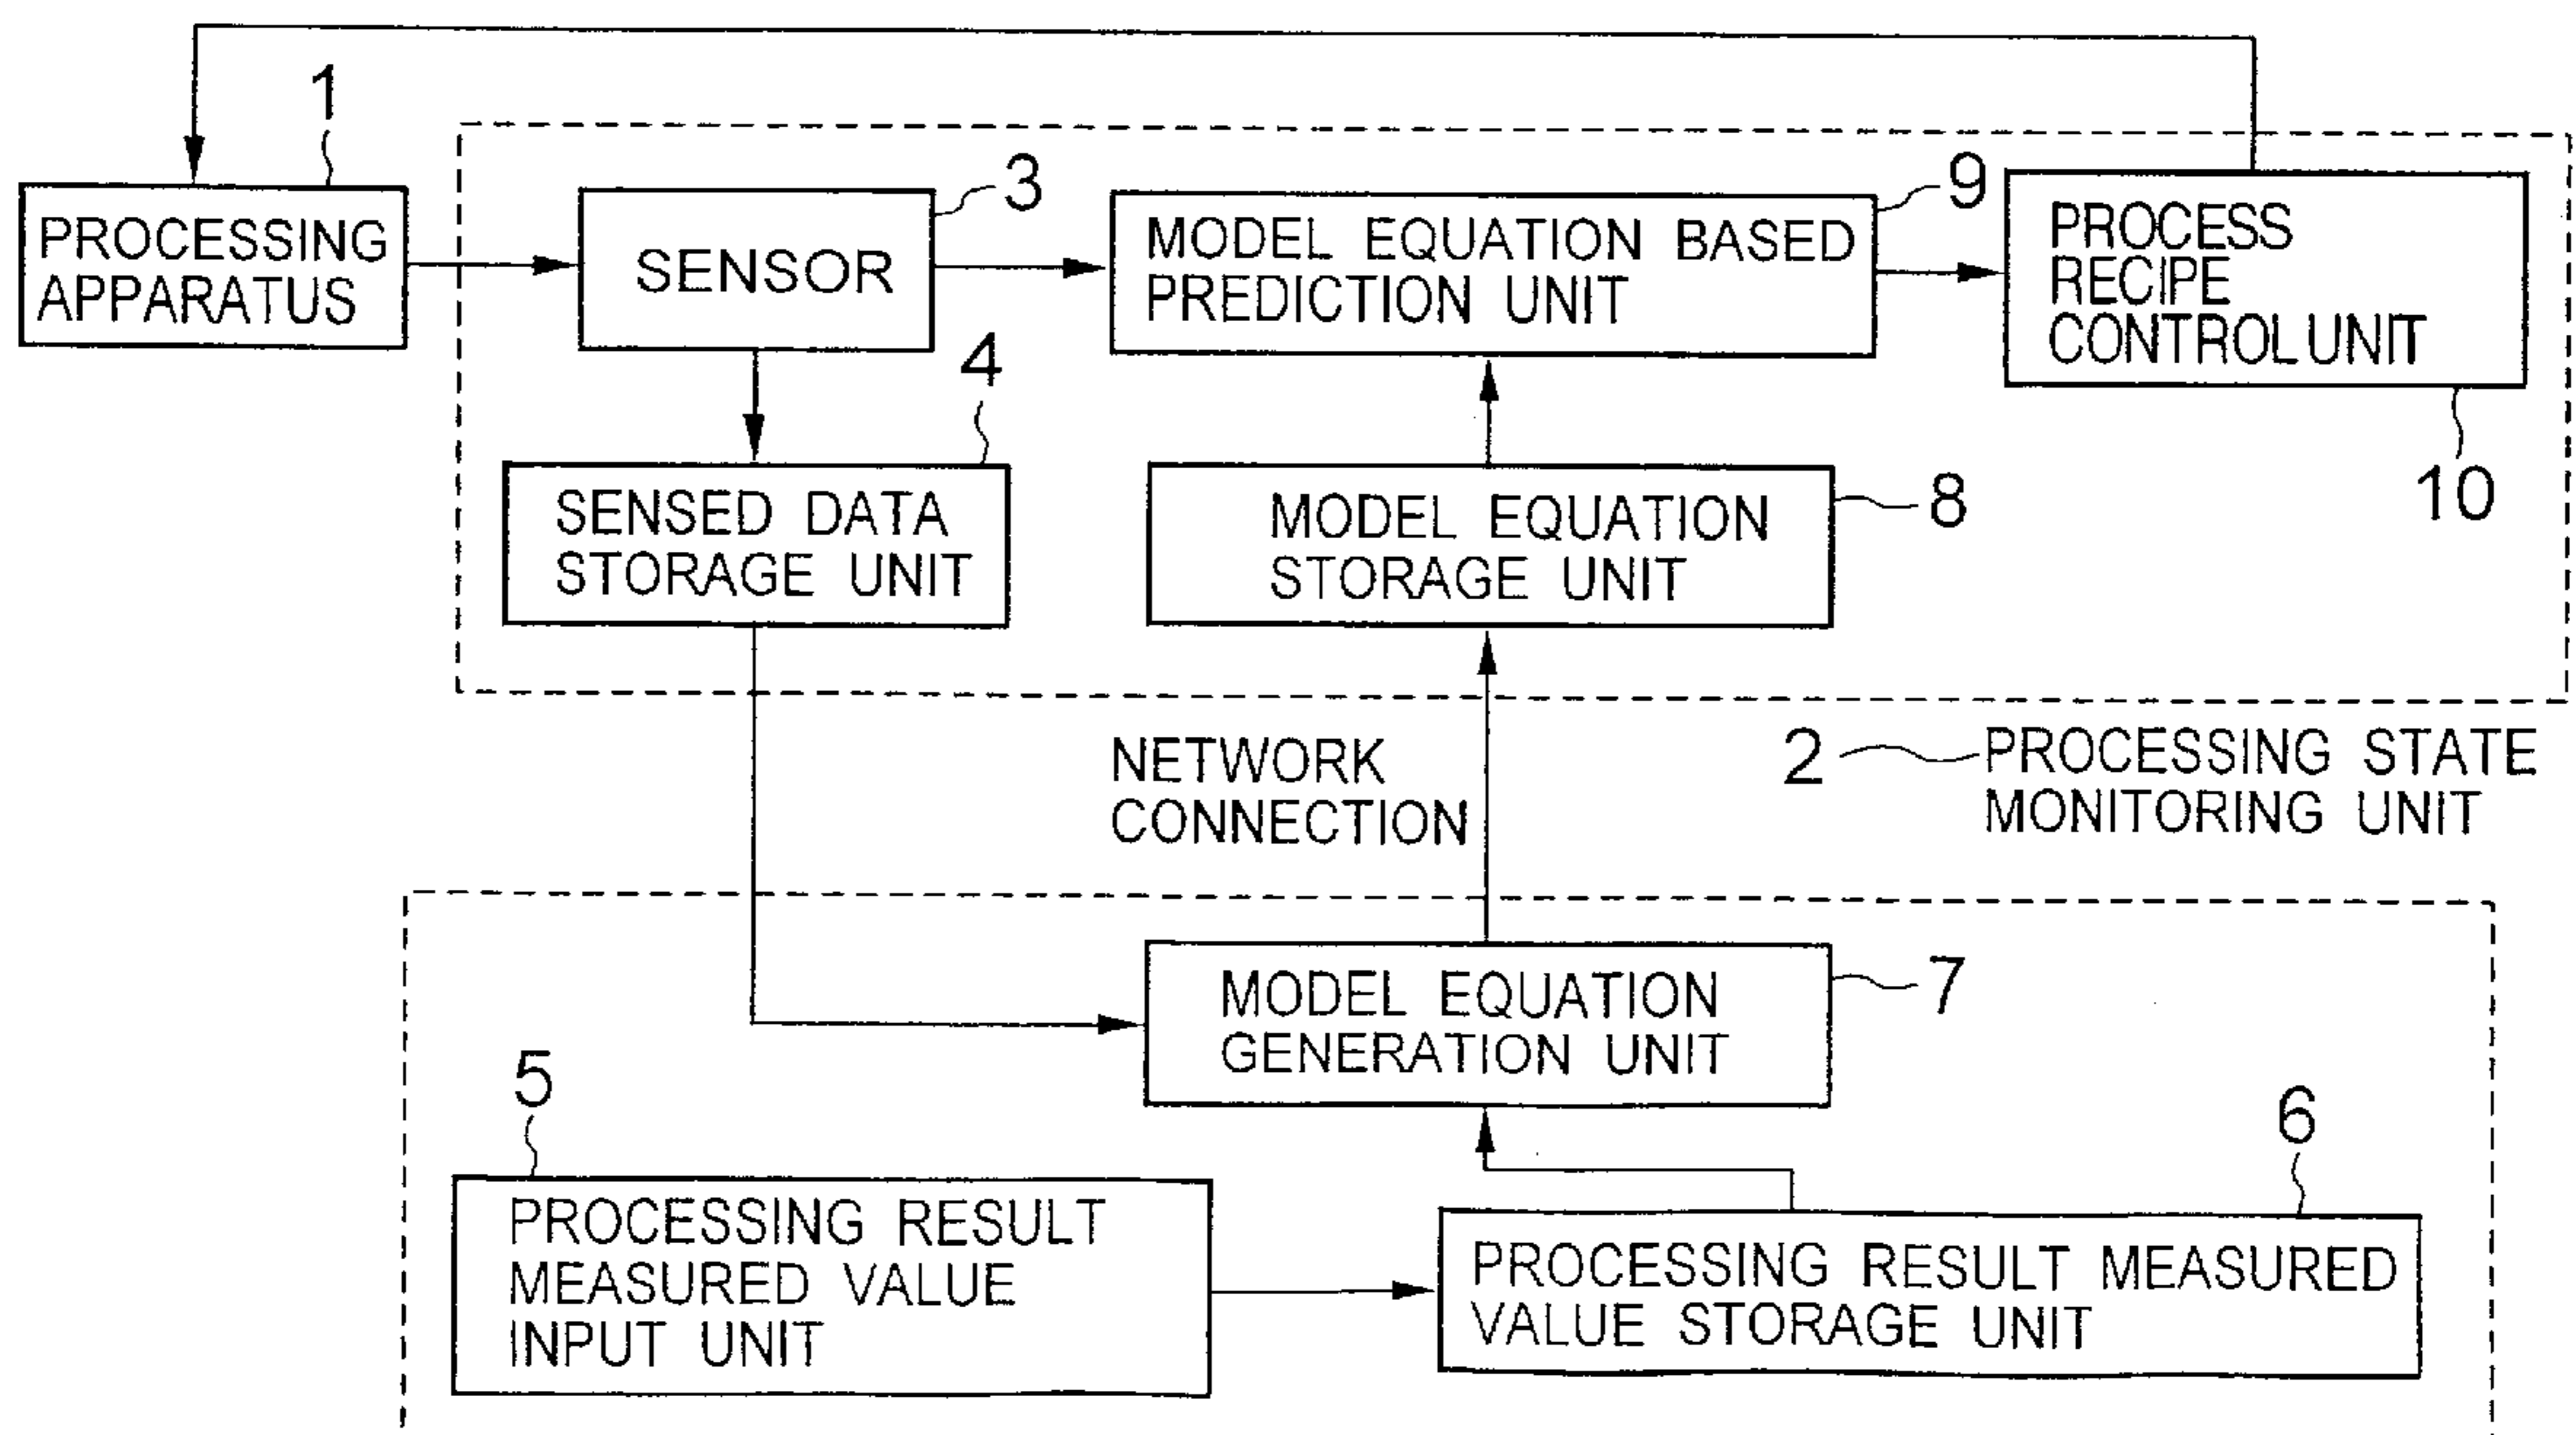 1
PROCESSING
APPARATUS
3
SENSOR
9
MODEL EQUATION BASED
PREDICTION UNIT
PROCESS
RECIPE
CONTROL UNIT
10
4
SENSED DATA
STORAGE UNIT
8
MODEL EQUATION
STORAGE UNIT
NETWORK
CONNECTION
2
PROCESSING STATE
MONITORING UNIT
7
MODEL EQUATION
GENERATION UNIT
5
PROCESSING RESULT
MEASURED VALUE
INPUT UNIT
6
PROCESSING RESULT MEASURED
VALUE STORAGE UNIT